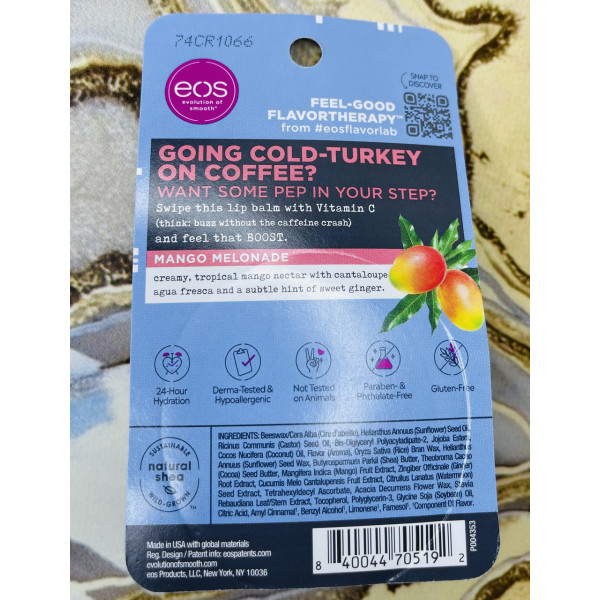 74CR1066
eos
evolution of
smooth®
SNAP TO
DISCOVER
FEEL-GOOD
FLAVORTHERAPY™
from #eosflavorlab
GOING COLD-TURKEY
ON COFFEE?
WANT SOME PEP IN YOUR STEP?
Swipe this lip balm with Vitamin C
(think: buzz without the caffeine crash)
and feel that BOOST.
MANGO MELONADE
creamy, tropical mango nectar with cantaloupe
agua fresca and a subtle hint of sweet ginger.
24-Hour
Hydration
Derma-Tested &
Hypoallergenic
Not Tested
on Animals
Paraben- &
Phthalate-Free
Gluten-Free
SUSTAINABLE
natural
shea
WILD-GROWN
INGREDIENTS: Beeswax/Cera Alba (Cire d'abeille), Helianthus Annuus (Sunflower) Seed Oil,
Ricinus Communis (Castor) Seed Oil, Bis-Diglyceryl Polyacyladipate-2, Jojoba Esters,
Cocos Nucifera (Coconut) Oil, Flavor (Aroma), Oryza Sativa (Rice) Bran Wax, Helianthus
Annuus (Sunflower) Seed Wax, Butyrospermum Parkii (Shea) Butter, Theobroma Cacao
(Cocoa) Seed Butter, Mangifera Indica (Mango) Fruit Extract, Zingiber Officinale (Ginger)
Root Extract, Cucumis Melo Cantalupensis Fruit Extract, Citrullus Lanatus (Watermelon)
Seed Extract, Tetrahexyldecyl Ascorbate, Acacia Decurrens Flower Wax, Stevia
Rebaudiana Leaf/Stem Extract, Tocopherol, Polyglycerin-3, Glycine Soja (Soybean) Oil,
Citric Acid, Amyl Cinnamal¹, Benzyl Alcohol¹, Limonene¹, Farnesol¹. ¹Component Of Flavor.
Made in USA with global materials
Reg. Design / Patent info: eospatents.com
evolutionofsmooth.com
eos Products, LLC, New York, NY 10036
8 40044 70519 2
P004353